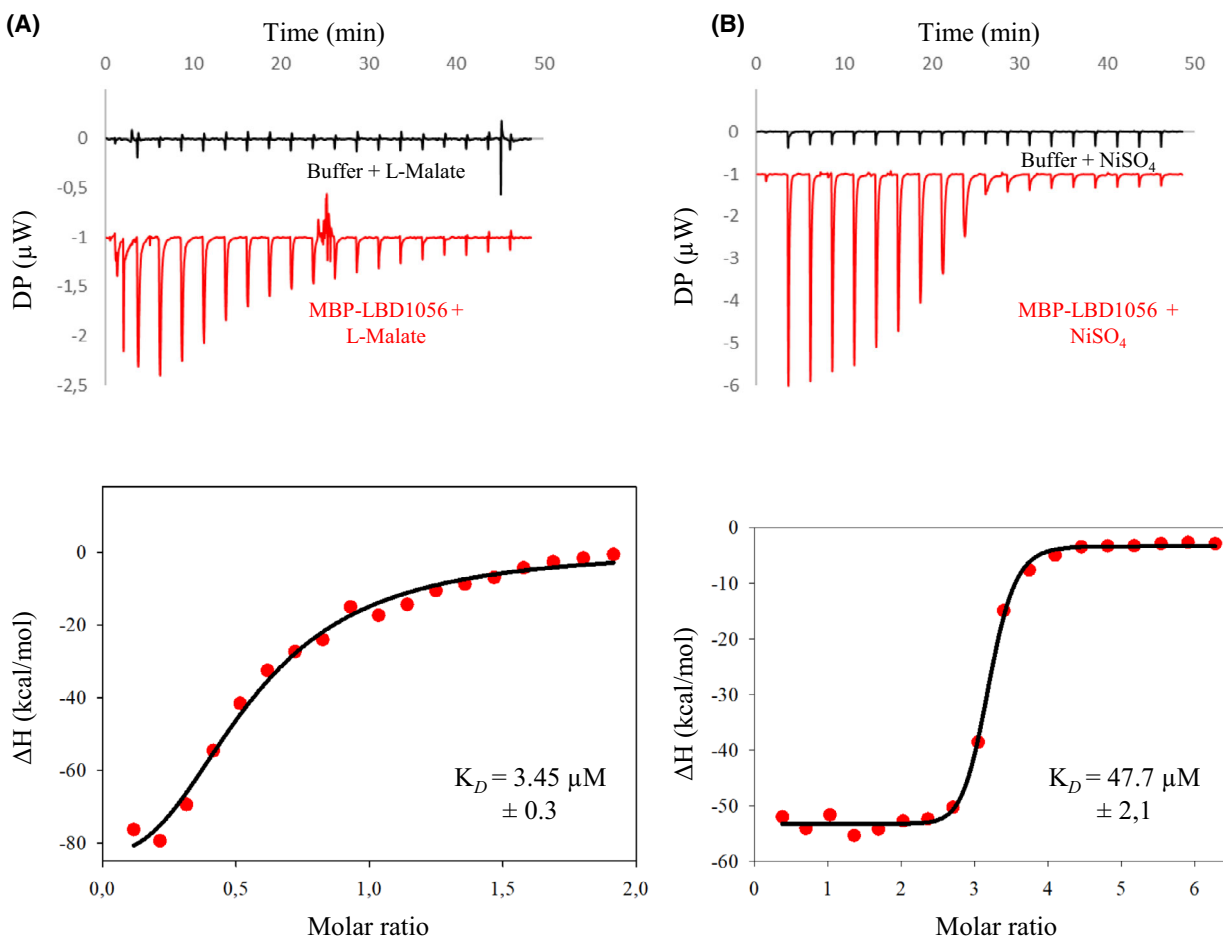 (A)
Time (min)
0 10 20 30 40 50
0
-0,5
-1
-1,5
-2
-2,5
DP (µW)
Buffer + L-Malate
MBP-LBD1056 +
L-Malate
(B)
Time (min)
0 10 20 30 40 50
0
-1
-2
-3
-4
-5
-6
DP (µW)
Buffer + NiSO₄
MBP-LBD1056 +
NiSO₄
0
-20
-40
-60
-80
ΔH (kcal/mol)
K_D = 3.45 µM
± 0.3
0,0 0,5 1,0 1,5 2,0
Molar ratio
0
-10
-20
-30
-40
-50
-60
ΔH (kcal/mol)
K_D = 47.7 µM
± 2,1
0 1 2 3 4 5 6
Molar ratio